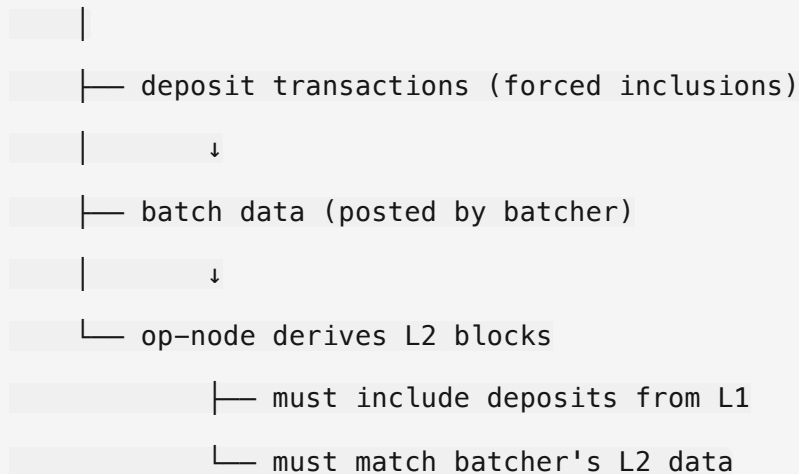 │
├── deposit transactions (forced inclusions)
│       ↓
├── batch data (posted by batcher)
│       ↓
└── op-node derives L2 blocks
        ├── must include deposits from L1
        └── must match batcher's L2 data